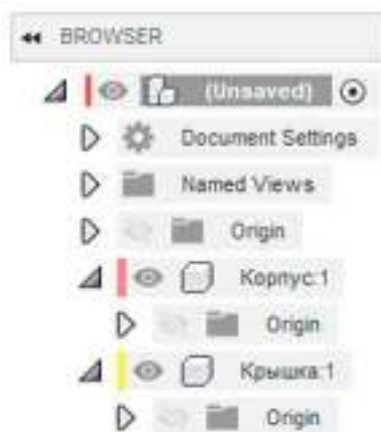 BROWSER
(Unsaved)
Document Settings
Named Views
Origin
Корпус:1
Origin
Крышка:1
Origin